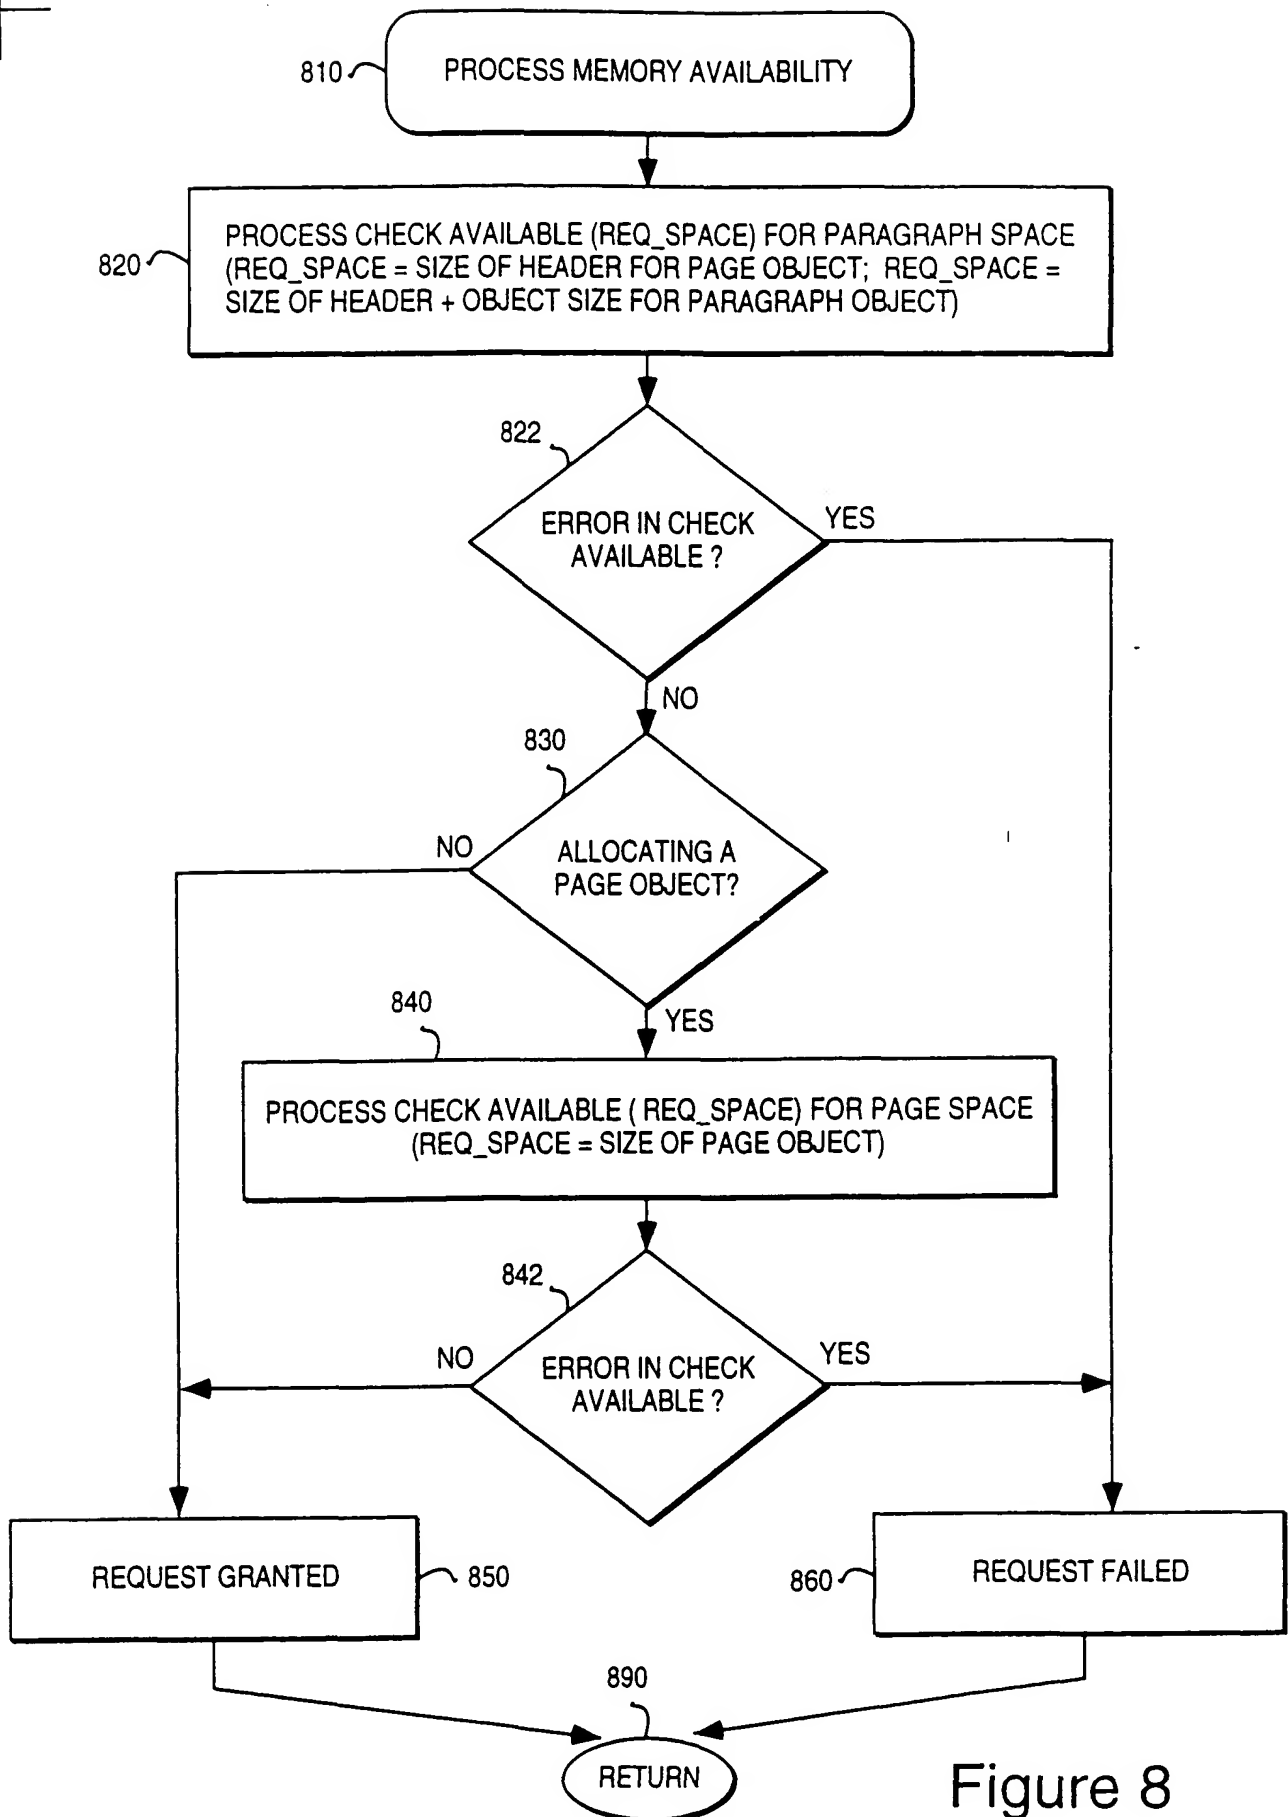 810
PROCESS MEMORY AVAILABILITY
820
PROCESS CHECK AVAILABLE (REQ_SPACE) FOR PARAGRAPH SPACE
(REQ_SPACE = SIZE OF HEADER FOR PAGE OBJECT; REQ_SPACE =
SIZE OF HEADER + OBJECT SIZE FOR PARAGRAPH OBJECT)
822
ERROR IN CHECK
AVAILABLE ?
YES
NO
830
ALLOCATING A
PAGE OBJECT?
NO
YES
840
PROCESS CHECK AVAILABLE ( REQ_SPACE) FOR PAGE SPACE
(REQ_SPACE = SIZE OF PAGE OBJECT)
842
ERROR IN CHECK
AVAILABLE ?
NO
YES
REQUEST GRANTED
850
860
REQUEST FAILED
890
RETURN
Figure 8